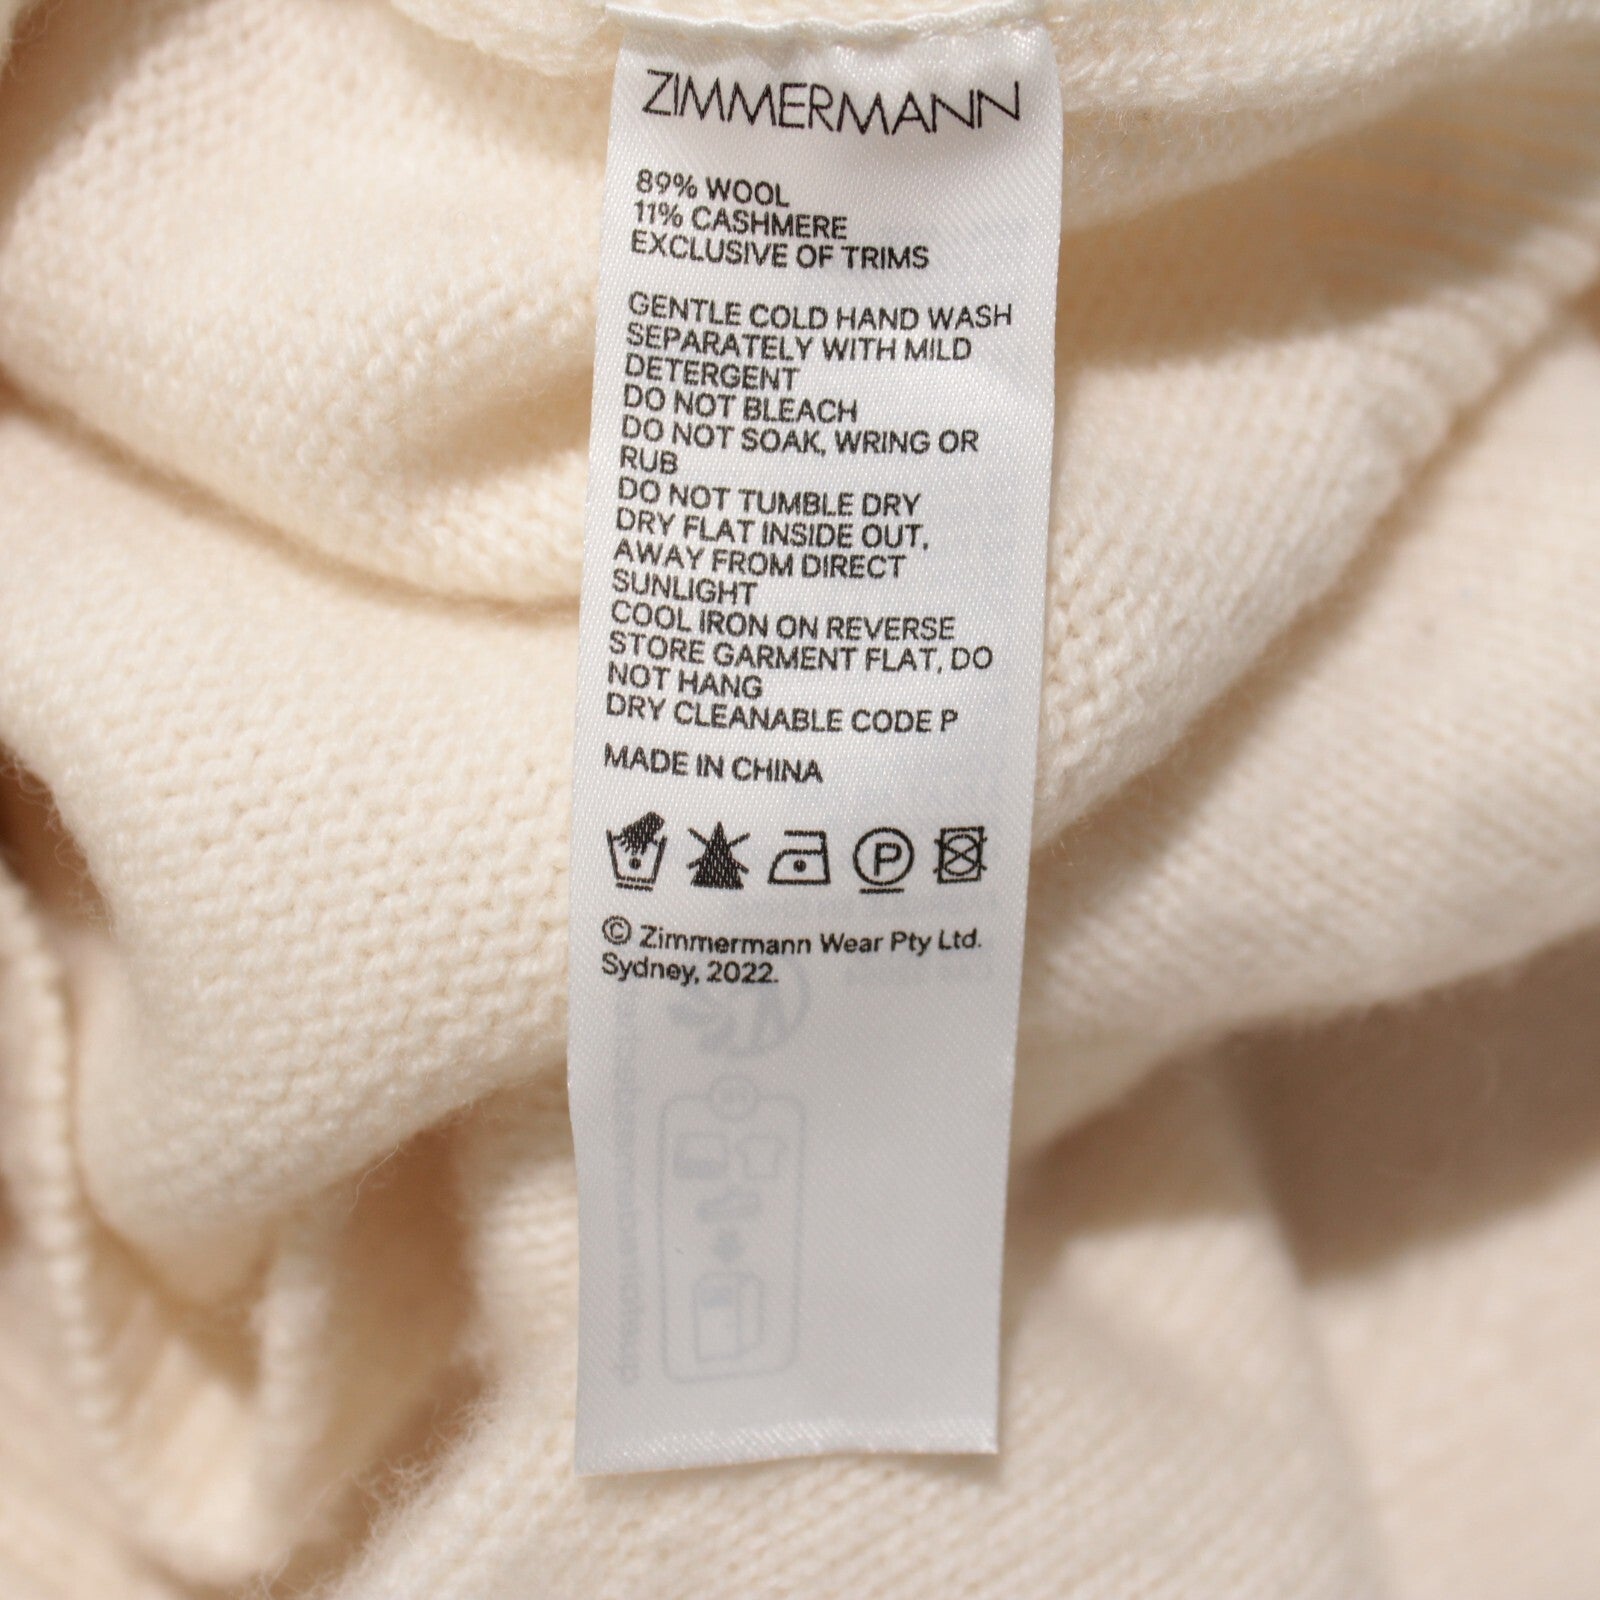 ZIMMERMANN
89% WOOL
11% CASHMERE
EXCLUSIVE OF TRIMS
GENTLE COLD HAND WASH
SEPARATELY WITH MILD
DETERGENT
DO NOT BLEACH
DO NOT SOAK, WRING OR
RUB
DO NOT TUMBLE DRY
DRY FLAT INSIDE OUT,
AWAY FROM DIRECT
SUNLIGHT
COOL IRON ON REVERSE
STORE GARMENT FLAT, DO
NOT HANG
DRY CLEANABLE CODE P
MADE IN CHINA
P
© Zimmermann Wear Pty Ltd.
Sydney, 2022.